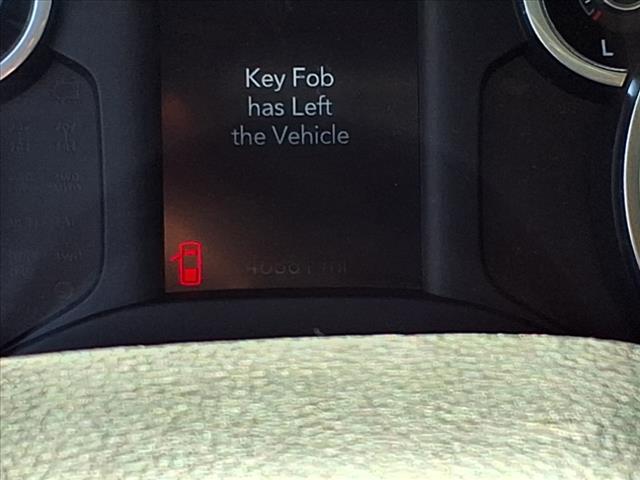 Key Fob
has Left
the Vehicle
L